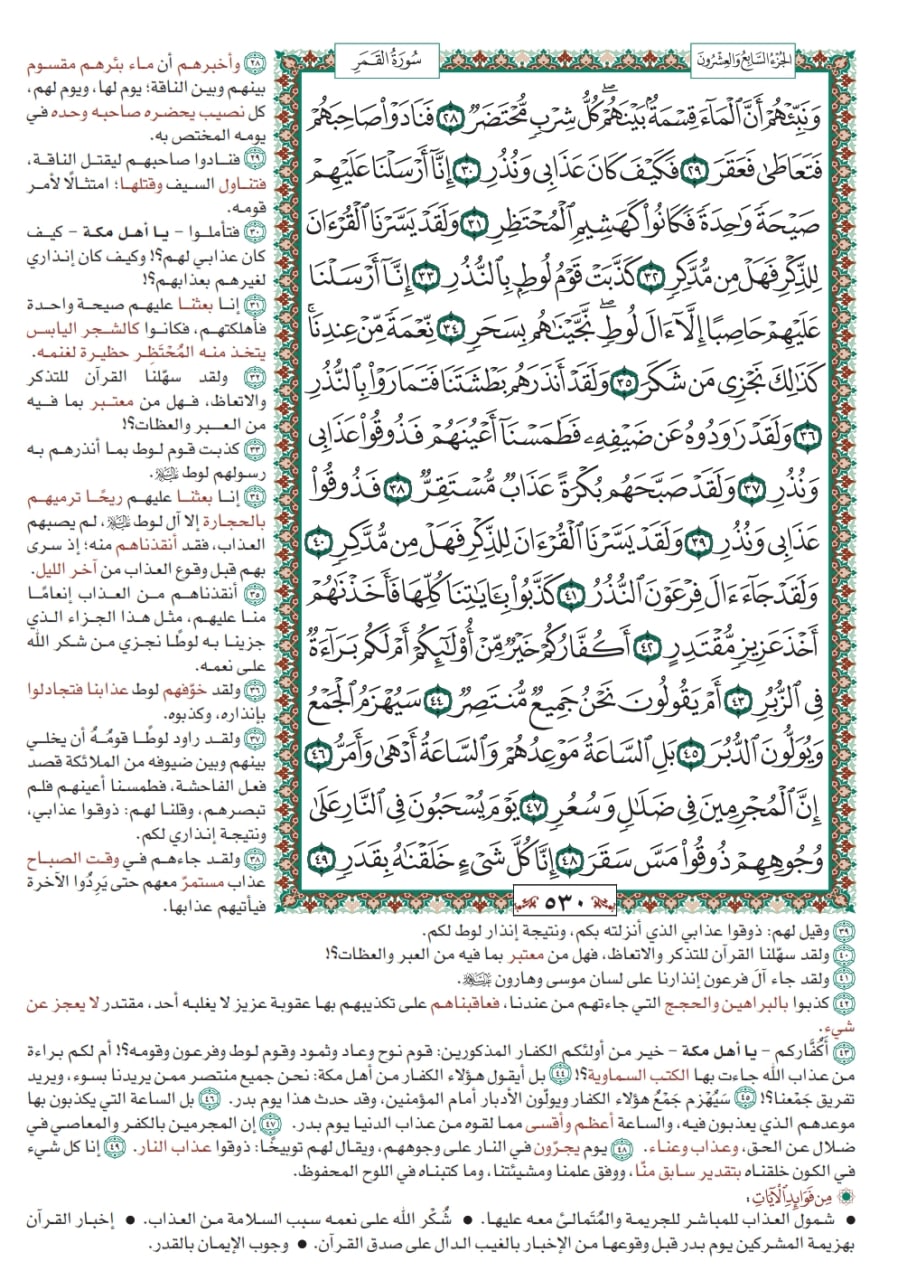 الجُزْءُ السَّابِعُ وَالعِشْرُونَ
سُورَةُ القَمَرِ
وَنَبِّئْهُمْ أَنَّ ٱلْمَآءَ قِسْمَةٌۢ بَيْنَهُمْۖ كُلُّ شِرْبٍ مُّحْتَضَرٌ ٢٨ فَنَادَوْا۟ صَاحِبَهُمْ
فَتَعَاطَىٰ فَعَقَرَ ٢٩ فَكَيْفَ كَانَ عَذَابِى وَنُذُرِ ٣٠ إِنَّآ أَرْسَلْنَا عَلَيْهِمْ
صَيْحَةً وَٰحِدَةً فَكَانُوا۟ كَهَشِيمِ ٱلْمُحْتَظِرِ ٣١ وَلَقَدْ يَسَّرْنَا ٱلْقُرْءَانَ
لِلذِّكْرِ فَهَلْ مِن مُّدَّكِرٍ ٣٢ كَذَّبَتْ قَوْمُ لُوطٍۭ بِٱلنُّذُرِ ٣٣ إِنَّآ أَرْسَلْنَا
عَلَيْهِمْ حَاصِبًا إِلَّآ ءَالَ لُوطٍۖ نَّجَّيْنَٰهُم بِسَحَرٍ ٣٤ نِّعْمَةً مِّنْ عِندِنَاۚ
كَذَٰلِكَ نَجْزِى مَن شَكَرَ ٣٥ وَلَقَدْ أَنذَرَهُم بَطْشَتَنَا فَتَمَارَوْا۟ بِٱلنُّذُرِ
٣٦ وَلَقَدْ رَٰوَدُوهُ عَن ضَيْفِهِۦ فَطَمَسْنَآ أَعْيُنَهُمْ فَذُوقُوا۟ عَذَابِى
وَنُذُرِ ٣٧ وَلَقَدْ صَبَّحَهُم بُكْرَةً عَذَابٌ مُّسْتَقِرٌّ ٣٨ فَذُوقُوا۟
عَذَابِى وَنُذُرِ ٣٩ وَلَقَدْ يَسَّرْنَا ٱلْقُرْءَانَ لِلذِّكْرِ فَهَلْ مِن مُّدَّكِرٍ ٤٠
وَلَقَدْ جَآءَ ءَالَ فِرْعَوْنَ ٱلنُّذُرُ ٤١ كَذَّبُوا۟ بِـَٔايَٰتِنَا كُلِّهَا فَأَخَذْنَٰهُمْ
أَخْذَ عَزِيزٍ مُّقْتَدِرٍ ٤٢ أَكُفَّارُكُمْ خَيْرٌ مِّنْ أُو۟لَٰٓئِكُمْ أَمْ لَكُم بَرَآءَةٌ
فِى ٱلزُّبُرِ ٤٣ أَمْ يَقُولُونَ نَحْنُ جَمِيعٌ مُّنتَصِرٌ ٤٤ سَيُهْزَمُ ٱلْجَمْعُ
وَيُوَلُّونَ ٱلدُّبُرَ ٤٥ بَلِ ٱلسَّاعَةُ مَوْعِدُهُمْ وَٱلسَّاعَةُ أَدْهَىٰ وَأَمَرُّ ٤٦
إِنَّ ٱلْمُجْرِمِينَ فِى ضَلَٰلٍ وَسُعُرٍ ٤٧ يَوْمَ يُسْحَبُونَ فِى ٱلنَّارِ عَلَىٰ
وُجُوهِهِمْ ذُوقُوا۟ مَسَّ سَقَرَ ٤٨ إِنَّا كُلَّ شَىْءٍ خَلَقْنَٰهُ بِقَدَرٍ ٤٩
٥٣٠
٢٨ وأخبرهم أن ماء بئرهم مقسوم
بينهم وبين الناقة؛ يوم لها، ويوم لهم،
كل نصيب يحضره صاحبه وحده في
يومه المختص به.
٢٩ فنادوا صاحبهم ليقتل الناقة،
فتناول السيف وقتلها؛ امتثالًا لأمر
قومه.
٣٠ فتأملوا - يا أهل مكة - كيف
كان عذابي لهم؟! وكيف كان إنذاري
لغيرهم بعذابهم؟!
٣١ إنا بعثنا عليهم صيحة واحدة
فأهلكتهم، فكانوا كالشجر اليابس
يتخذ منه المُحْتَظِر حظيرة لغنمه.
٣٢ ولقد سهّلنا القرآن للتذكر
والاتعاظ، فهل من معتبر بما فيه
من العبر والعظات؟!
٣٣ كذبت قوم لوط بما أنذرهم به
رسولهم لوط عليه السلام.
٣٤ إنا بعثنا عليهم ريحًا ترميهم
بالحجارة إلا آل لوط عليه السلام، لم يصبهم
العذاب، فقد أنقذناهم منه؛ إذ سرى
بهم قبل وقوع العذاب من آخر الليل.
٣٥ أنقذناهم من العذاب إنعامًا
منا عليهم، مثل هذا الجزاء الذي
جزينا به لوطًا نجزي من شكر الله
على نعمه.
٣٦ ولقد خوّفهم لوط عذابنا فتجادلوا
بإنذاره، وكذبوه.
٣٧ ولقد راود لوطًا قومُهُ أن يخلي
بينهم وبين ضيوفه من الملائكة قصد
فعل الفاحشة، فطمسنا أعينهم فلم
تبصرهم، وقلنا لهم: ذوقوا عذابي،
ونتيجة إنذاري لكم.
٣٨ ولقد جاءهم في وقت الصباح
عذاب مستمرّ معهم حتى يَرِدُوا الآخرة
فيأتيهم عذابها.
٣٩ وقيل لهم: ذوقوا عذابي الذي أنزلته بكم، ونتيجة إنذار لوط لكم.
٤٠ ولقد سهّلنا القرآن للتذكر والاتعاظ، فهل من معتبر بما فيه من العبر والعظات؟!
٤١ ولقد جاء آلَ فرعون إنذارنا على لسان موسى وهارون عليهما السلام.
٤٢ كذبوا بالبراهين والحجج التي جاءتهم من عندنا، فعاقبناهم على تكذيبهم بها عقوبة عزيز لا يغلبه أحد، مقتدر لا يعجز عن
شيء.
٤٣ أَكُفَّاركم - يا أهل مكة - خير من أولئكم الكفار المذكورين: قوم نوح وعاد وثمود وقوم لوط وفرعون وقومه؟! أم لكم براءة
من عذاب الله جاءت بها الكتب السماوية؟! ٤٤ بل أيقول هؤلاء الكفار من أهل مكة: نحن جميع منتصر ممن يريدنا بسوء، ويريد
تفريق جَمْعنا؟! ٤٥ سَيُهْزم جَمْعُ هؤلاء الكفار ويولّون الأدبار أمام المؤمنين، وقد حدث هذا يوم بدر. ٤٦ بل الساعة التي يكذبون بها
موعدهم الذي يعذبون فيه، والساعة أعظم وأقسى مما لقوه من عذاب الدنيا يوم بدر. ٤٧ إن المجرمين بالكفر والمعاصي في
ضلال عن الحق، وعذاب وعناء. ٤٨ يوم يجرّون في النار على وجوههم، ويقال لهم توبيخًا: ذوقوا عذاب النار. ٤٩ إنا كل شيء
في الكون خلقناه بتقدير سابق منّا، ووفق علمنا ومشيئتنا، وما كتبناه في اللوح المحفوظ.
مِن فَوَائِدِ الآيَاتِ:
• شمول العذاب للمباشر للجريمة والمُتَمالئ معه عليها. • شُكْر الله على نعمه سبب السلامة من العذاب. • إخبار القرآن
بهزيمة المشركين يوم بدر قبل وقوعها من الإخبار بالغيب الدال على صدق القرآن. • وجوب الإيمان بالقدر.